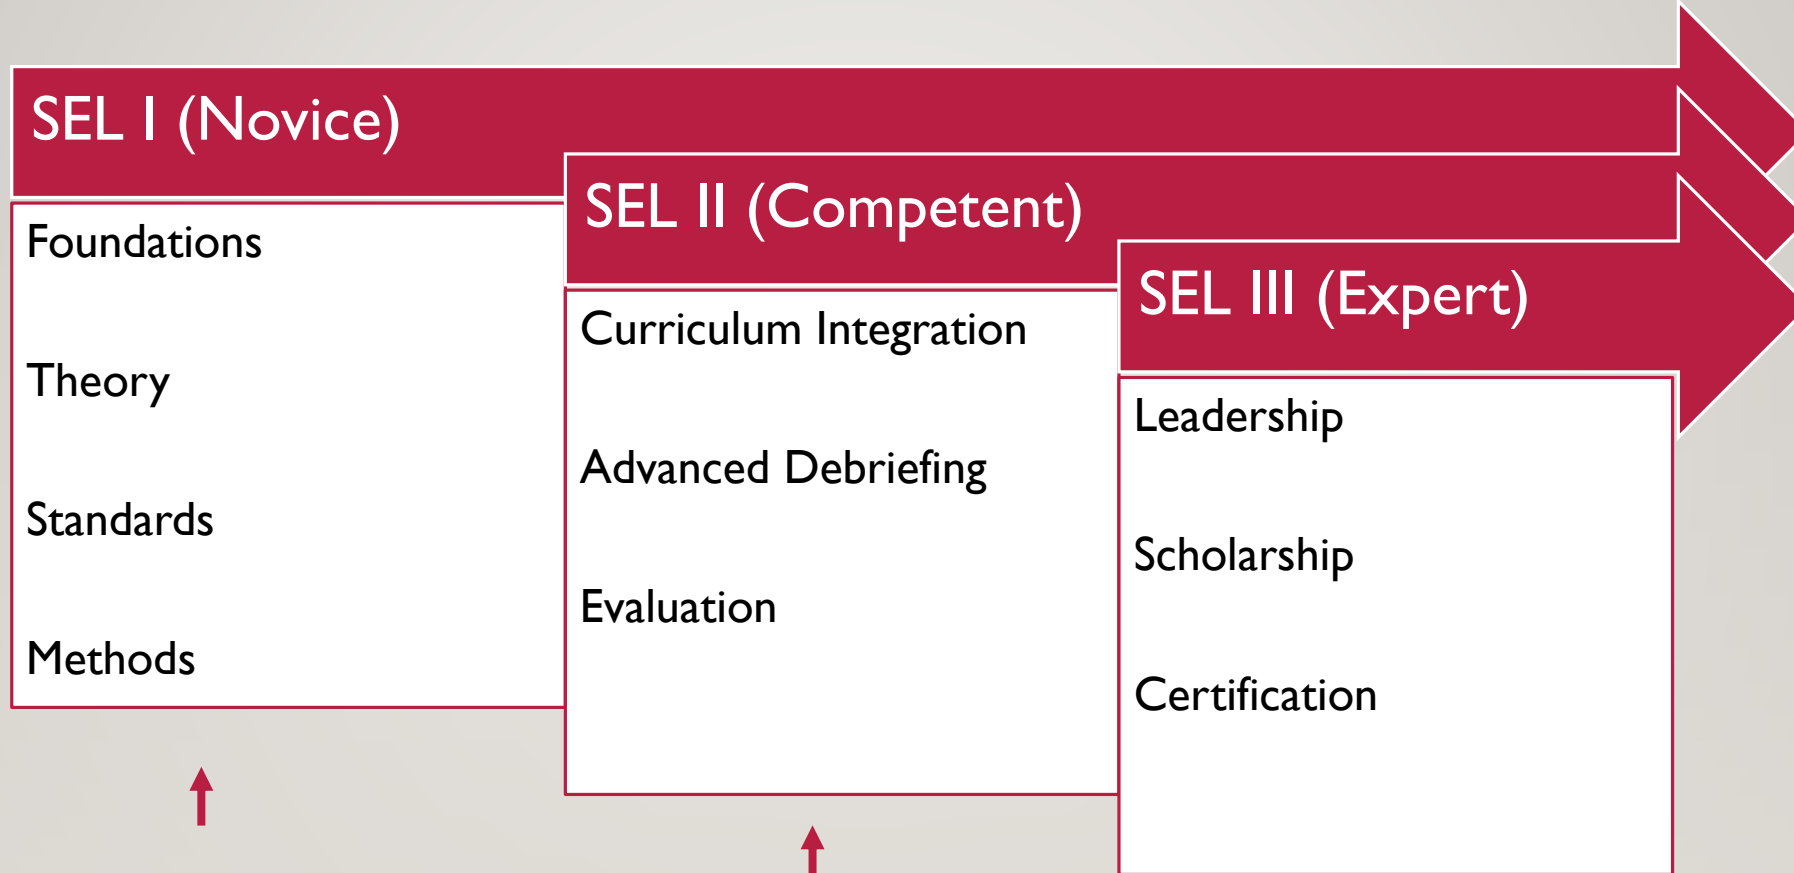 SEL I (Novice)
Foundations
Theory
Standards
Methods
SEL II (Competent)
Curriculum Integration
Advanced Debriefing
Evaluation
SEL III (Expert)
Leadership
Scholarship
Certification